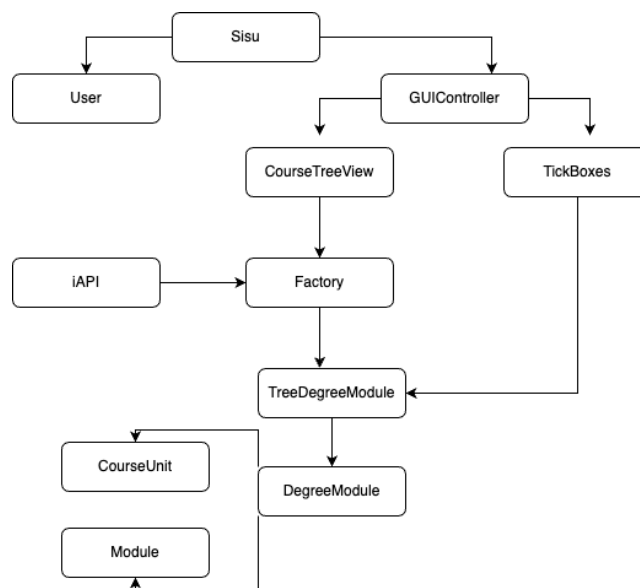 Sisu
User
GUIController
CourseTreeView
TickBoxes
iAPI
Factory
TreeDegreeModule
CourseUnit
DegreeModule
Module